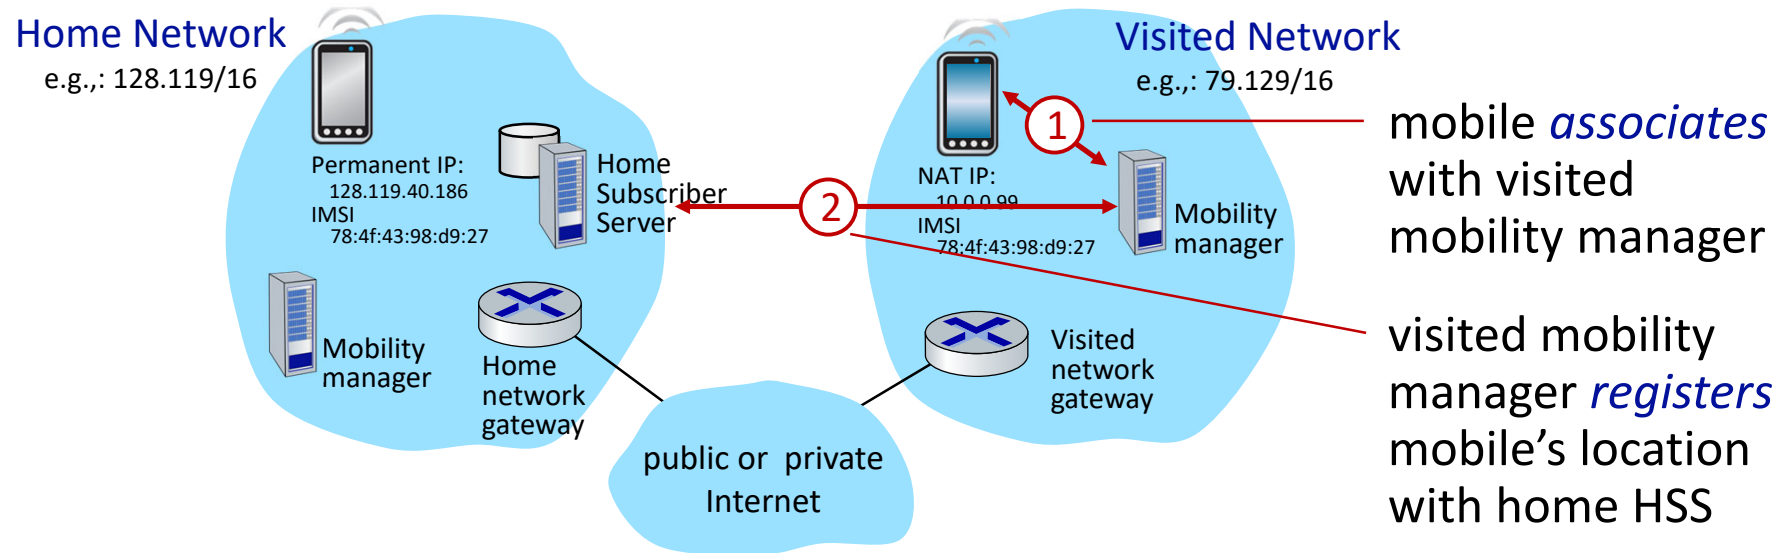 Home Network
e.g.,: 128.119/16
Permanent IP:
128.119.40.186
IMSI
78:4f:43:98:d9:27
Home
Subscriber
Server
Mobility
manager
Home
network
gateway
public or private
Internet
Visited Network
e.g.,: 79.129/16
NAT IP:
10.0.0.99
IMSI
78:4f:43:98:d9:27
Mobility
manager
Visited
network
gateway
1
2
mobile associates
with visited
mobility manager
visited mobility
manager registers
mobile’s location
with home HSS